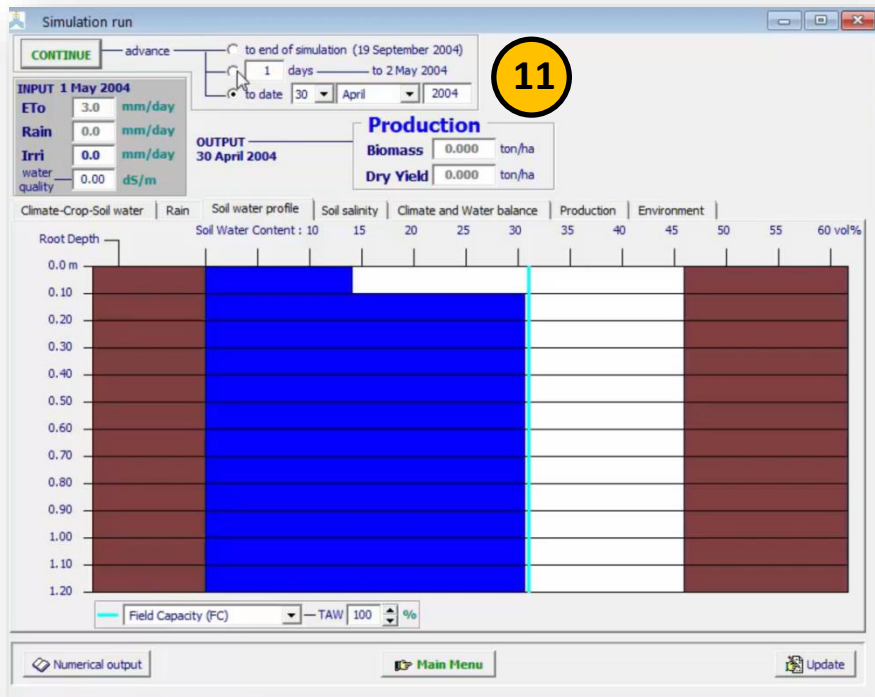 Simulation run
CONTINUE advance to end of simulation (19 September 2004)
1 days to 2 May 2004
to date 30 April 2004
11
INPUT 1 May 2004
ETo 3.0 mm/day
Rain 0.0 mm/day
Irri 0.0 mm/day
water quality 0.00 dS/m
OUTPUT
30 April 2004
Production
Biomass 0.000 ton/ha
Dry Yield 0.000 ton/ha
Climate-Crop-Soil water Rain Soil water profile Soil salinity Climate and Water balance Production Environment
Root Depth Soil Water Content : 10 15 20 25 30 35 40 45 50 55 60 vol%
0.0 m
0.10
0.20
0.30
0.40
0.50
0.60
0.70
0.80
0.90
1.00
1.10
1.20
Field Capacity (FC) TAW 100 %
Numerical output Main Menu Update